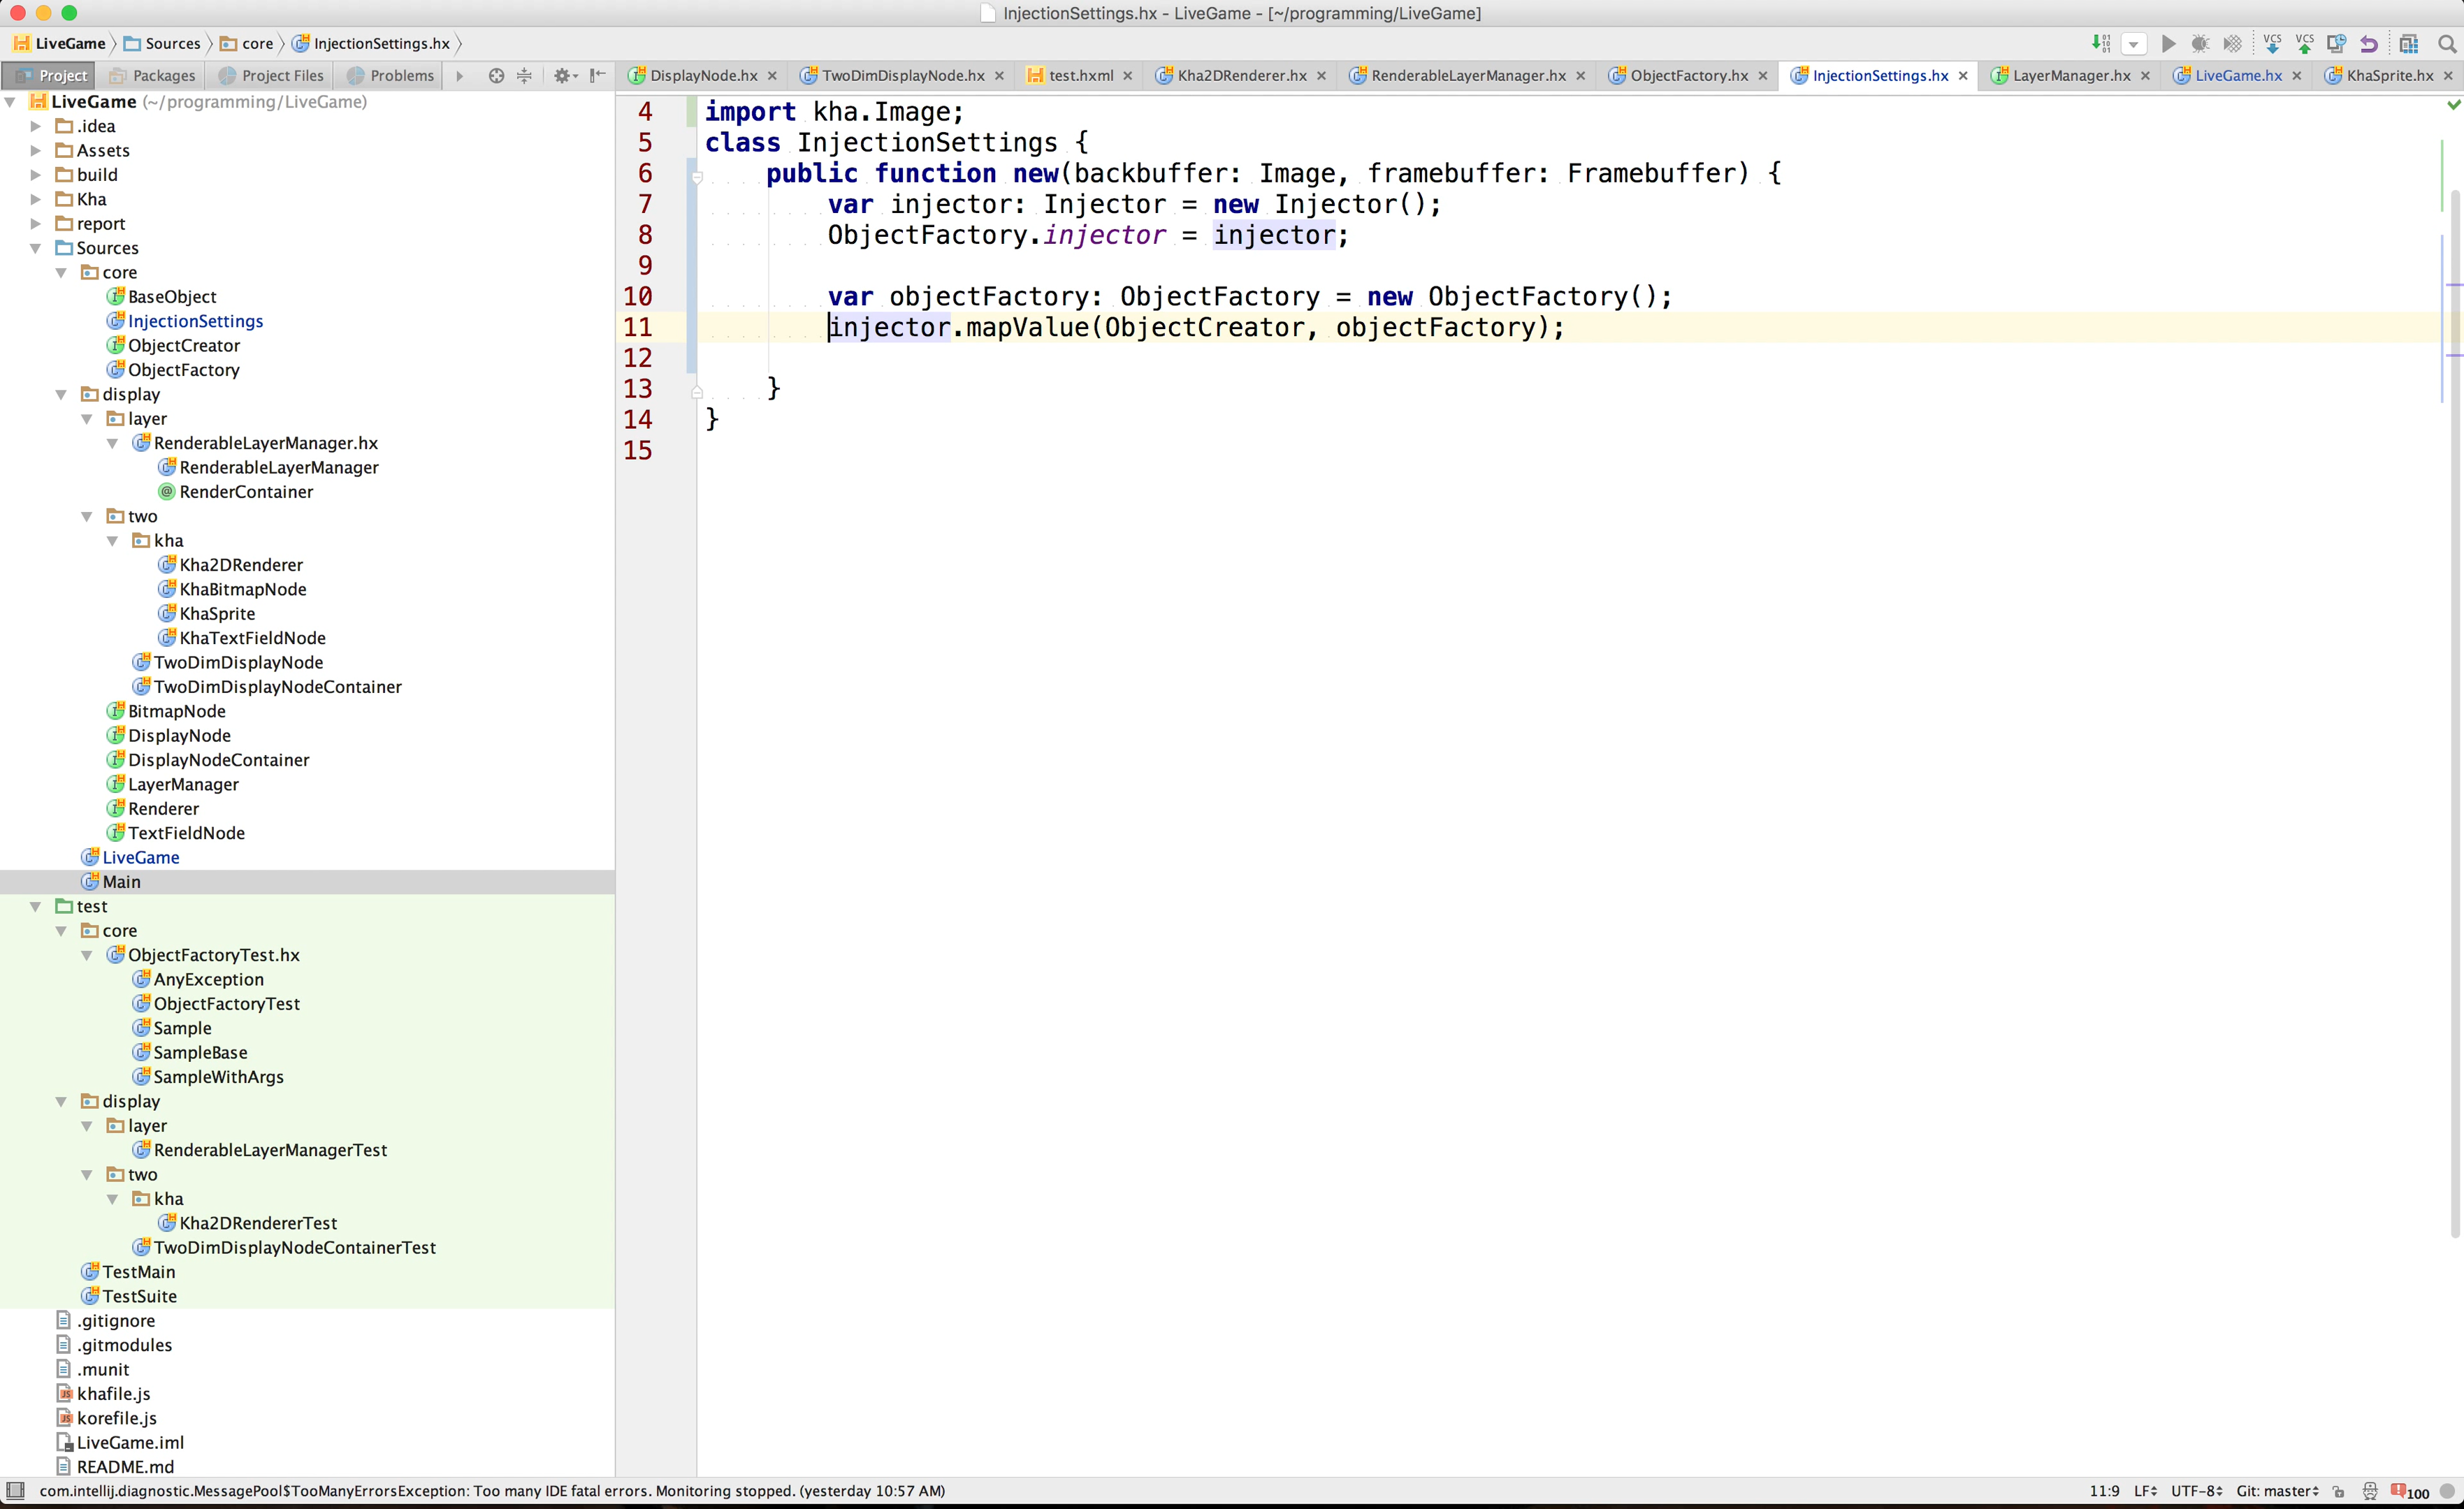 InjectionSettings.hx - LiveGame - [~/programming/LiveGame]
LiveGame Sources core InjectionSettings.hx
Project Packages Project Files Problems
DisplayNode.hx TwoDimDisplayNode.hx test.hxml Kha2DRenderer.hx RenderableLayerManager.hx ObjectFactory.hx InjectionSettings.hx LayerManager.hx LiveGame.hx KhaSprite.hx
LiveGame (~/programming/LiveGame)
.idea
Assets
build
Kha
report
Sources
core
BaseObject
InjectionSettings
ObjectCreator
ObjectFactory
display
layer
RenderableLayerManager.hx
RenderableLayerManager
RenderContainer
two
kha
Kha2DRenderer
KhaBitmapNode
KhaSprite
KhaTextFieldNode
TwoDimDisplayNode
TwoDimDisplayNodeContainer
BitmapNode
DisplayNode
DisplayNodeContainer
LayerManager
Renderer
TextFieldNode
LiveGame
Main
test
core
ObjectFactoryTest.hx
AnyException
ObjectFactoryTest
Sample
SampleBase
SampleWithArgs
display
layer
RenderableLayerManagerTest
two
kha
Kha2DRendererTest
TwoDimDisplayNodeContainerTest
TestMain
TestSuite
.gitignore
.gitmodules
.munit
khafile.js
korefile.js
LiveGame.iml
README.md
4 import kha.Image;
5 class InjectionSettings {
6 public function new(backbuffer: Image, framebuffer: Framebuffer) {
7 var injector: Injector = new Injector();
8 ObjectFactory.injector = injector;
9
10 var objectFactory: ObjectFactory = new ObjectFactory();
11 injector.mapValue(ObjectCreator, objectFactory);
12
13 }
14 }
15
com.intellij.diagnostic.MessagePool$TooManyErrorsException: Too many IDE fatal errors. Monitoring stopped. (yesterday 10:57 AM)
11:9 LF UTF-8 Git: master 100